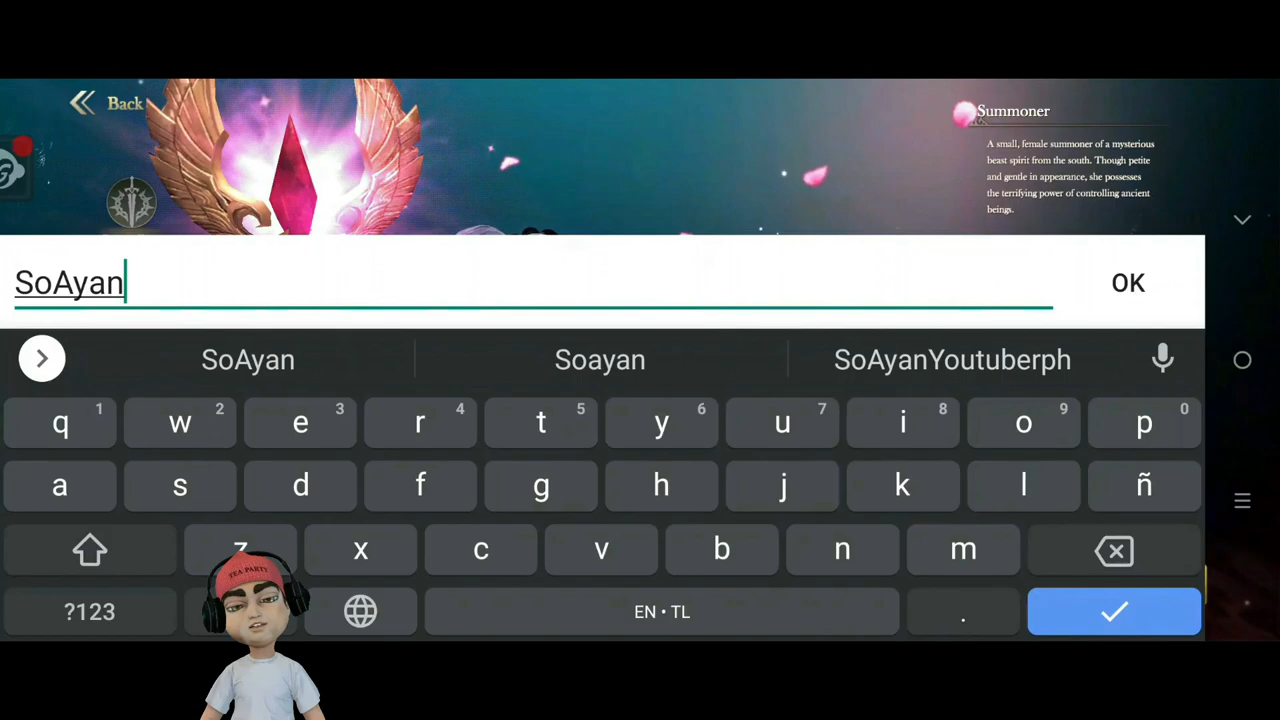 Back
Summoner
A small, female summoner of a mysterious
beast spirit from the south. Though petite
and gentle in appearance, she possesses
the terrifying power of controlling ancient
beings.
SoAyan
OK
SoAyan Soayan SoAyanYoutuberph
q 1 w 2 e 3 r 4 t 5 y 6 u 7 i 8 o 9 p 0
a s d f g h j k l ñ
z x c v b n m
?123 EN • TL .
TEA PARTY